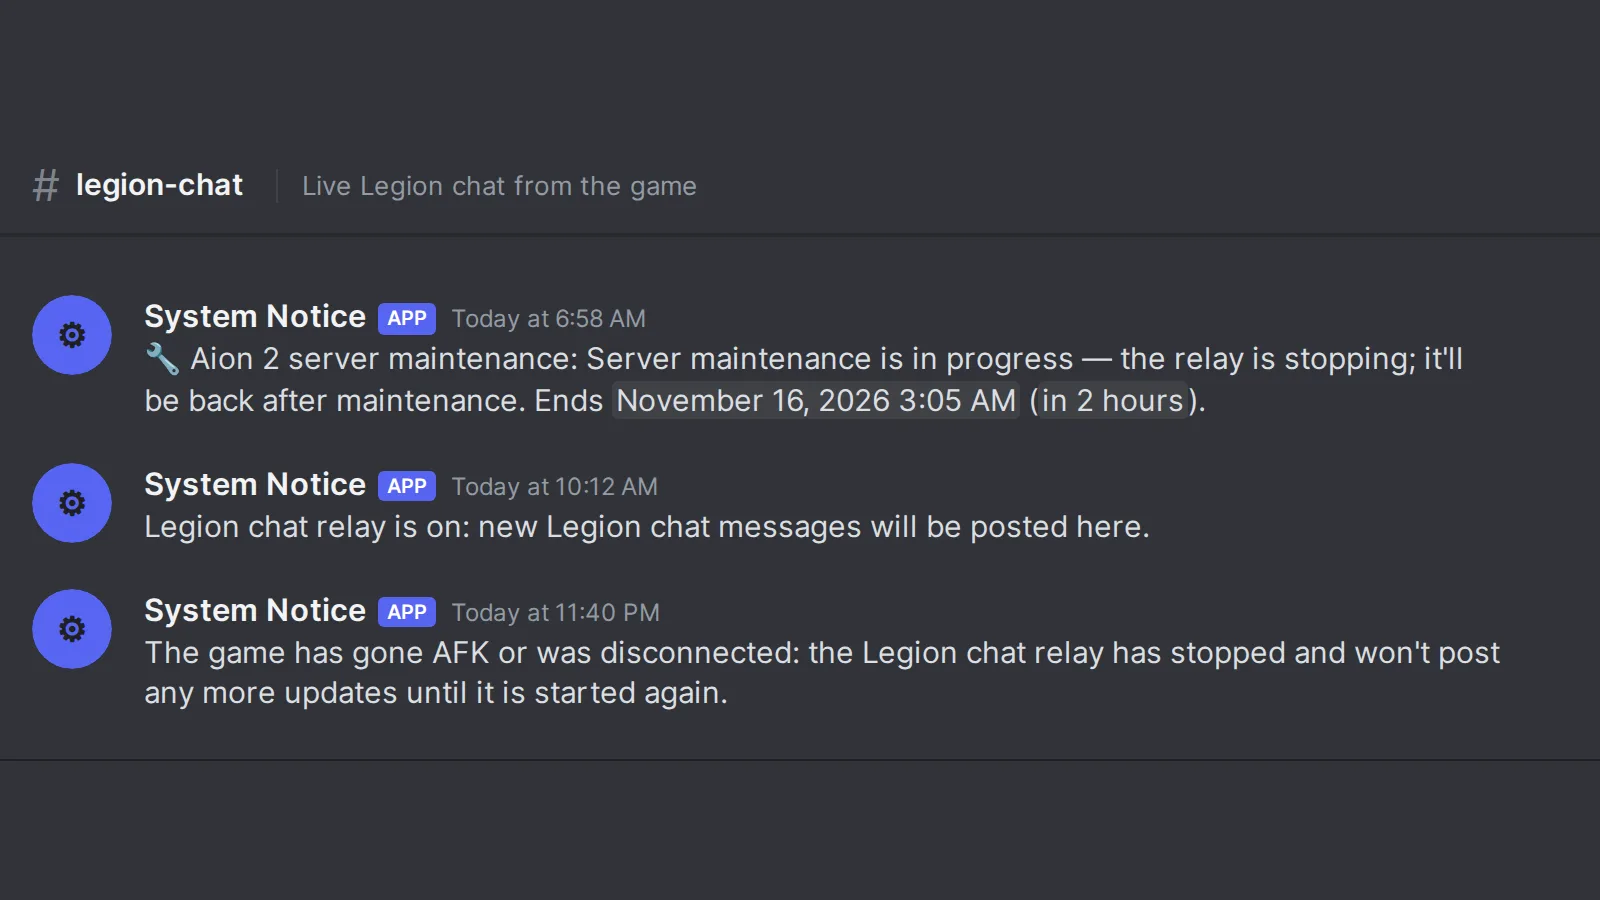 # legion-chat Live Legion chat from the game
System Notice APP Today at 6:58 AM
🔧 Aion 2 server maintenance: Server maintenance is in progress — the relay is stopping; it'll
be back after maintenance. Ends November 16, 2026 3:05 AM (in 2 hours).
System Notice APP Today at 10:12 AM
Legion chat relay is on: new Legion chat messages will be posted here.
System Notice APP Today at 11:40 PM
The game has gone AFK or was disconnected: the Legion chat relay has stopped and won't post
any more updates until it is started again.